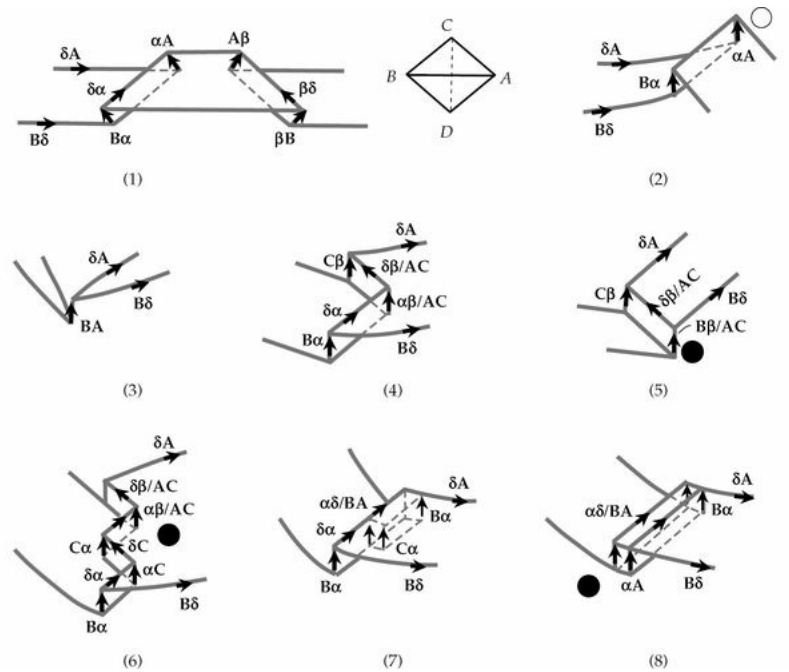 αA Aβ
δA
δα βδ
Bδ Bα βB
(1)
C
B A
D
δA αA
Bα
Bδ
(2)
δA
Bδ
BA
(3)
δA
Cβ δβ/AC
αβ/AC
δα
Bα
Bδ
(4)
δA
δβ/AC
Cβ
Bδ
Bβ/AC
(5)
δA
δβ/AC
αβ/AC
Cα
δC
δα αC
Bδ
Bα
(6)
δA
αδ/BA
Bα
δα
Cα
Bα
Bδ
(7)
δA
αδ/BA
Bα
Bδ
αA
(8)